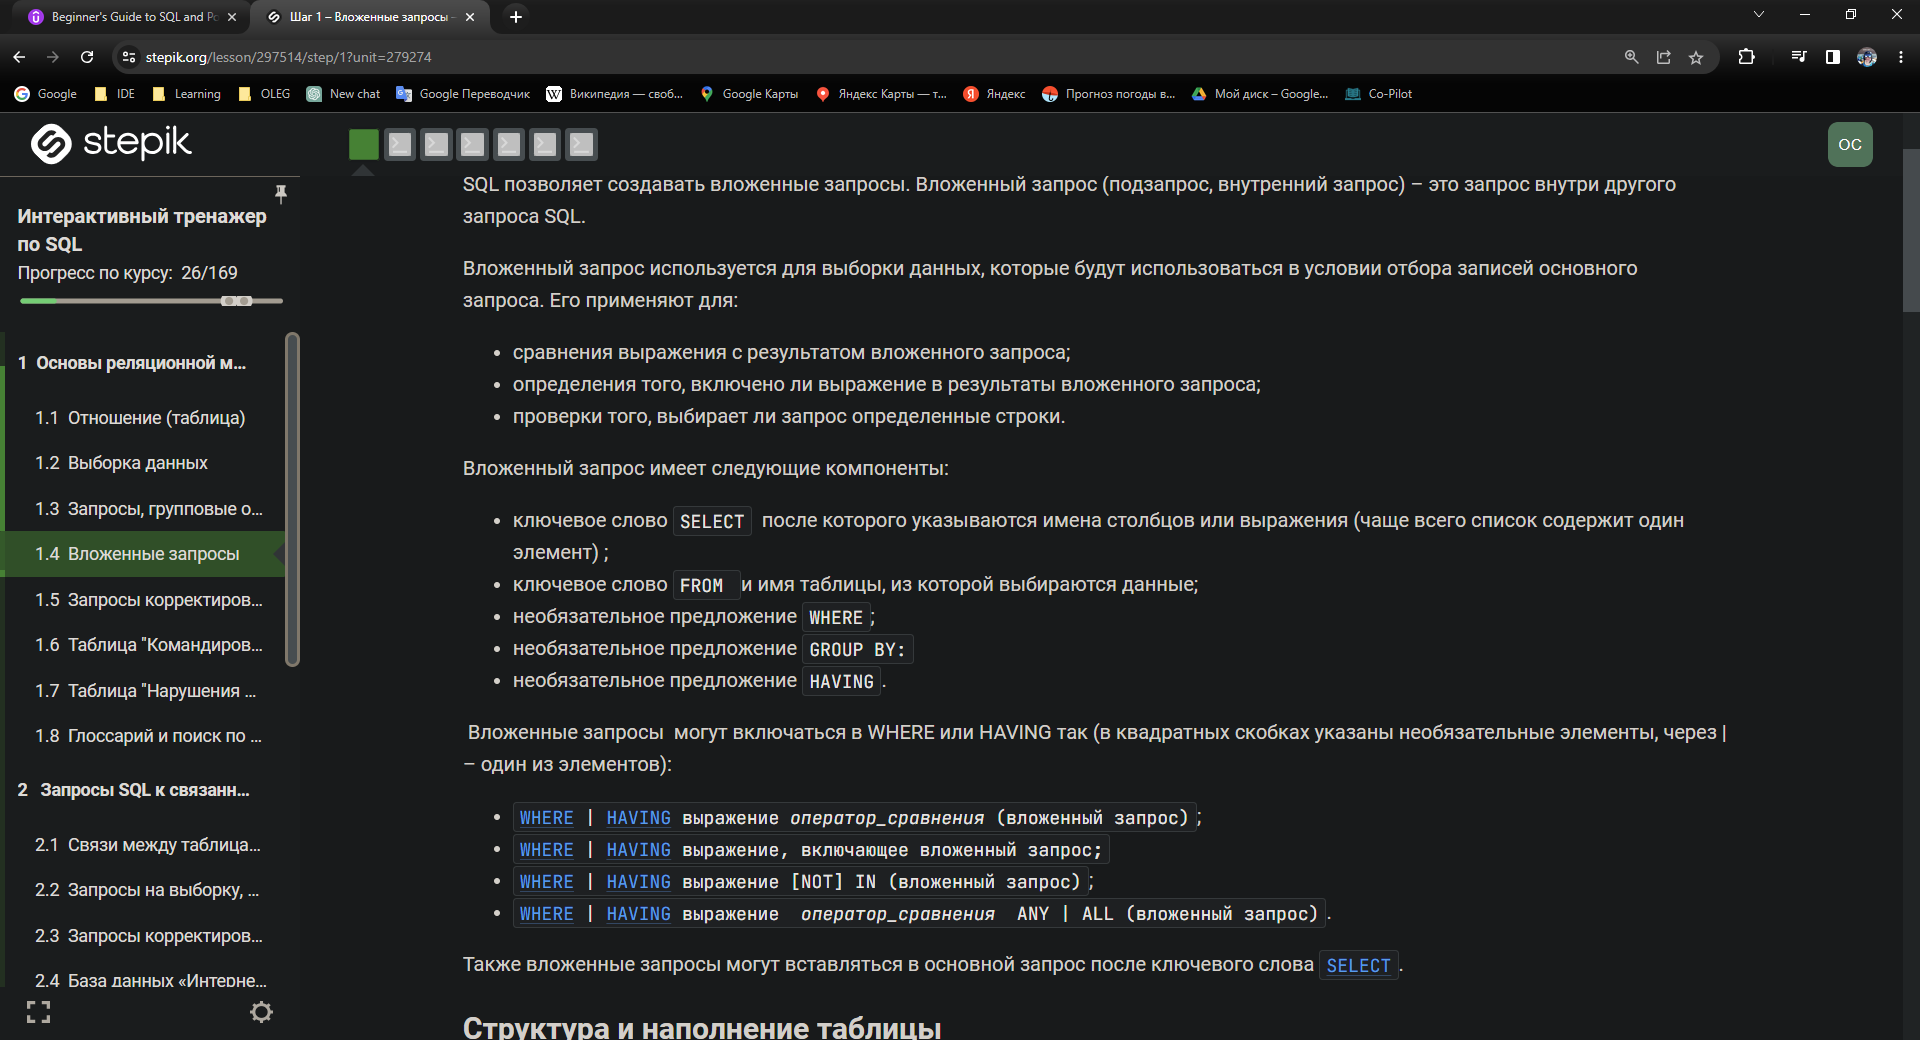 Beginner's Guide to SQL and Po
Шаг 1 – Вложенные запросы –
stepik.org/lesson/297514/step/1?unit=279274
Google
IDE
Learning
OLEG
New chat
Google Переводчик
Википедия — своб...
Google Карты
Яндекс Карты — т...
Яндекс
Прогноз погоды в...
Мой диск – Google...
Co-Pilot
stepik
OC
Интерактивный тренажер
по SQL
Прогресс по курсу: 26/169
1 Основы реляционной м...
1.1 Отношение (таблица)
1.2 Выборка данных
1.3 Запросы, групповые о...
1.4 Вложенные запросы
1.5 Запросы корректиров...
1.6 Таблица "Командиров...
1.7 Таблица "Нарушения ...
1.8 Глоссарий и поиск по ...
2 Запросы SQL к связанн...
2.1 Связи между таблица...
2.2 Запросы на выборку, ...
2.3 Запросы корректиров...
2.4 База данных «Интерне...
SQL позволяет создавать вложенные запросы. Вложенный запрос (подзапрос, внутренний запрос) – это запрос внутри другого
запроса SQL.
Вложенный запрос используется для выборки данных, которые будут использоваться в условии отбора записей основного
запроса. Его применяют для:
• сравнения выражения с результатом вложенного запроса;
• определения того, включено ли выражение в результаты вложенного запроса;
• проверки того, выбирает ли запрос определенные строки.
Вложенный запрос имеет следующие компоненты:
• ключевое слово SELECT после которого указываются имена столбцов или выражения (чаще всего список содержит один
элемент) ;
• ключевое слово FROM и имя таблицы, из которой выбираются данные;
• необязательное предложение WHERE;
• необязательное предложение GROUP BY:
• необязательное предложение HAVING.
Вложенные запросы могут включаться в WHERE или HAVING так (в квадратных скобках указаны необязательные элементы, через |
– один из элементов):
• WHERE | HAVING выражение оператор_сравнения (вложенный запрос);
• WHERE | HAVING выражение, включающее вложенный запрос;
• WHERE | HAVING выражение [NOT] IN (вложенный запрос);
• WHERE | HAVING выражение оператор_сравнения ANY | ALL (вложенный запрос).
Также вложенные запросы могут вставляться в основной запрос после ключевого слова SELECT.
Структура и наполнение таблицы